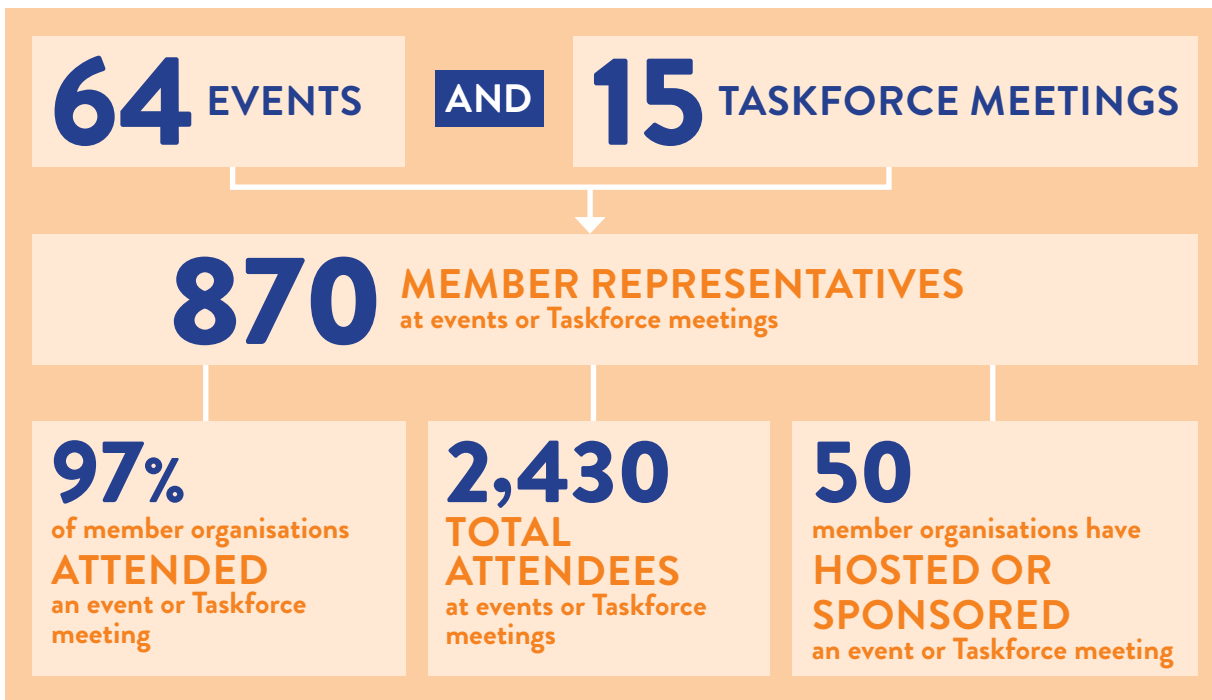 64 EVENTS
AND
15 TASKFORCE MEETINGS
870 MEMBER REPRESENTATIVES
at events or Taskforce meetings
97%
of member organisations
ATTENDED
an event or Taskforce
meeting
2,430
TOTAL
ATTENDEES
at events or Taskforce
meetings
50
member organisations have
HOSTED OR
SPONSORED
an event or Taskforce meeting